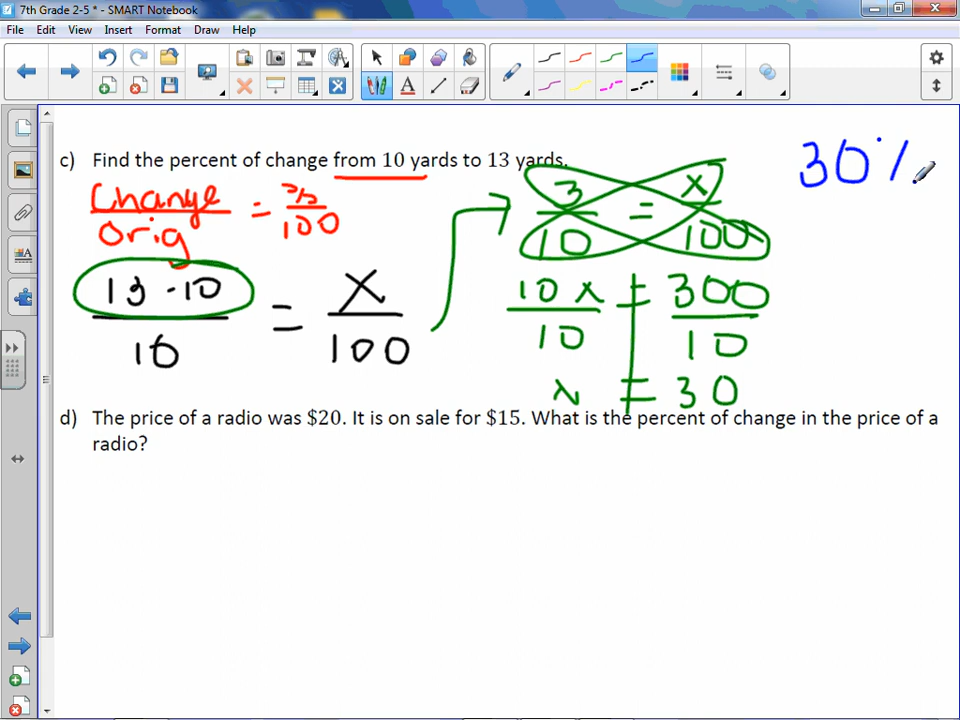 7th Grade 2-5 * - SMART Notebook
File Edit View Insert Format Draw Help
c) Find the percent of change from 10 yards to 13 yards.
30%
Change = %
Orig 100
13 - 10 = x
10 100
3 = x
10 100
10x = 300
10 10
x = 30
d) The price of a radio was $20. It is on sale for $15. What is the percent of change in the price of a
radio?